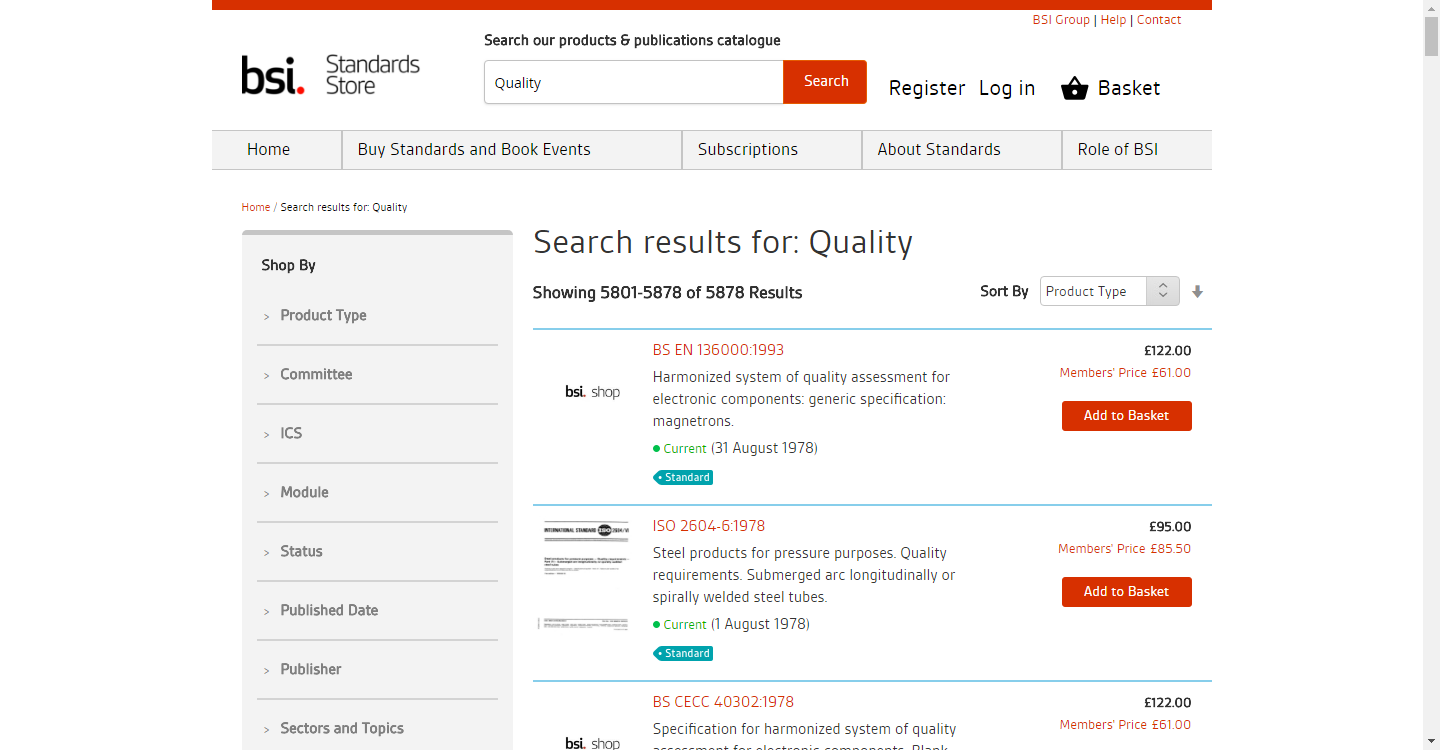 BSI Group | Help | Contact
Search our products & publications catalogue
bsi.
Standards
Store
Quality
Search
Register
Log in
Basket
Home
Buy Standards and Book Events
Subscriptions
About Standards
Role of BSI
Home / Search results for: Quality
Shop By
> Product Type
> Committee
> ICS
> Module
> Status
> Published Date
> Publisher
> Sectors and Topics
Search results for: Quality
Showing 5801-5878 of 5878 Results
Sort By
Product Type
bsi. shop
BS EN 136000:1993
Harmonized system of quality assessment for
electronic components: generic specification:
magnetrons.
Current (31 August 1978)
Standard
£122.00
Members' Price £61.00
Add to Basket
INTERNATIONAL STANDARD
ISO 2604-6:1978
Steel products for pressure purposes. Quality
requirements. Submerged arc longitudinally or
spirally welded steel tubes.
Current (1 August 1978)
Standard
£95.00
Members' Price £85.50
Add to Basket
bsi. shop
BS CECC 40302:1978
Specification for harmonized system of quality
assessment for electronic components. Blank
£122.00
Members' Price £61.00